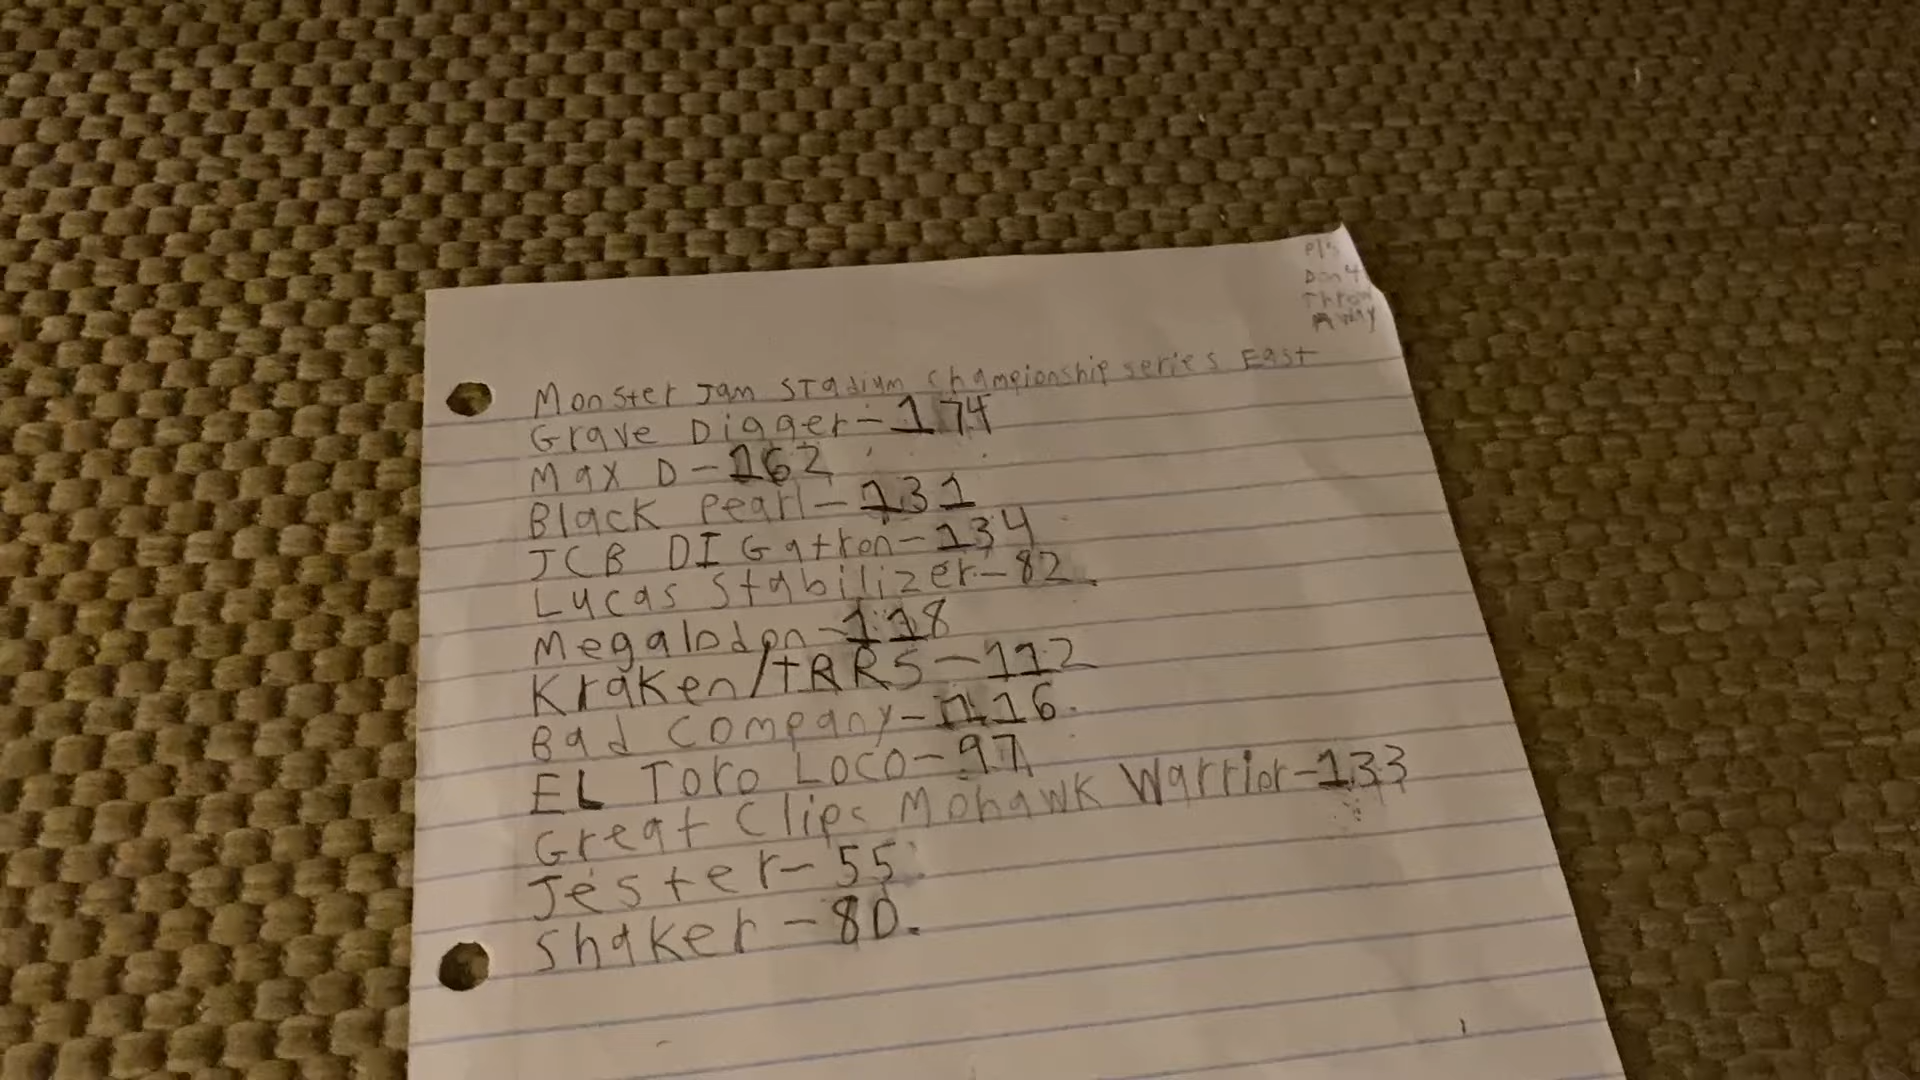 Pls
Don4
Throw
Away
Monster Jam Stadium Championship series East
Grave Digger-174
Max D-162
Black Pearl-131
JCB DIGatron-134
Lucas Stabilizer-82.
Megalodon-118
Kraken/TRRS-112
Bad Company-116.
EL Toro Loco-97
Great Clips Mohawk Warrior-133
Jester-55
Shaker-80.